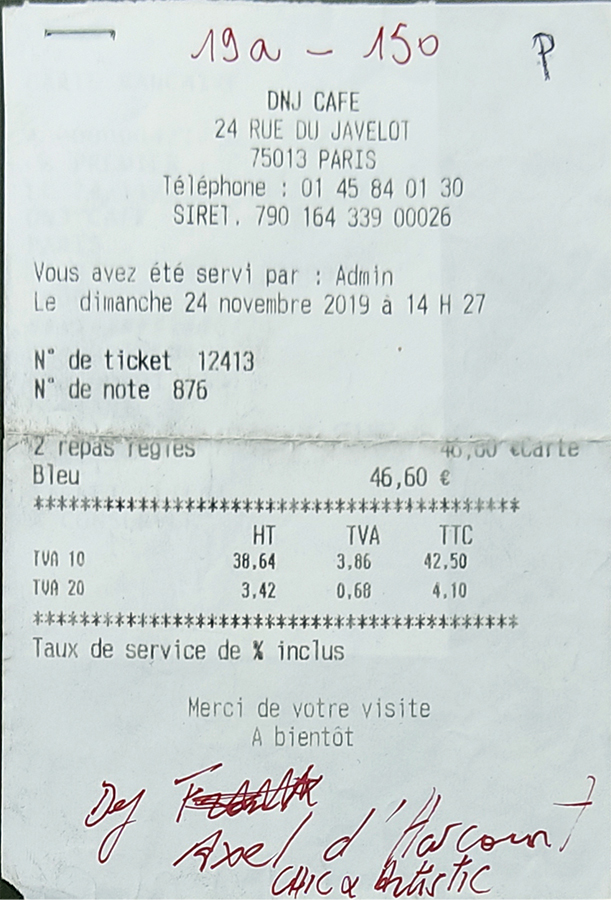 19a - 150
P
DNJ CAFE
24 RUE DU JAVELOT
75013 PARIS
Téléphone : 01 45 84 01 30
SIRET. 790 164 339 00026
Vous avez été servi par : Admin
Le dimanche 24 novembre 2019 à 14 H 27
N° de ticket 12413
N° de note 876
2 repas réglés 46,60 €Carte
Bleu 46,60 €
******************************************
HT TVA TTC
TVA 10 38,64 3,86 42,50
TVA 20 3,42 0,68 4,10
******************************************
Taux de service de % inclus
Merci de votre visite
A bientôt
Dej
Axel d'Harcourt
CHIC & Artistic